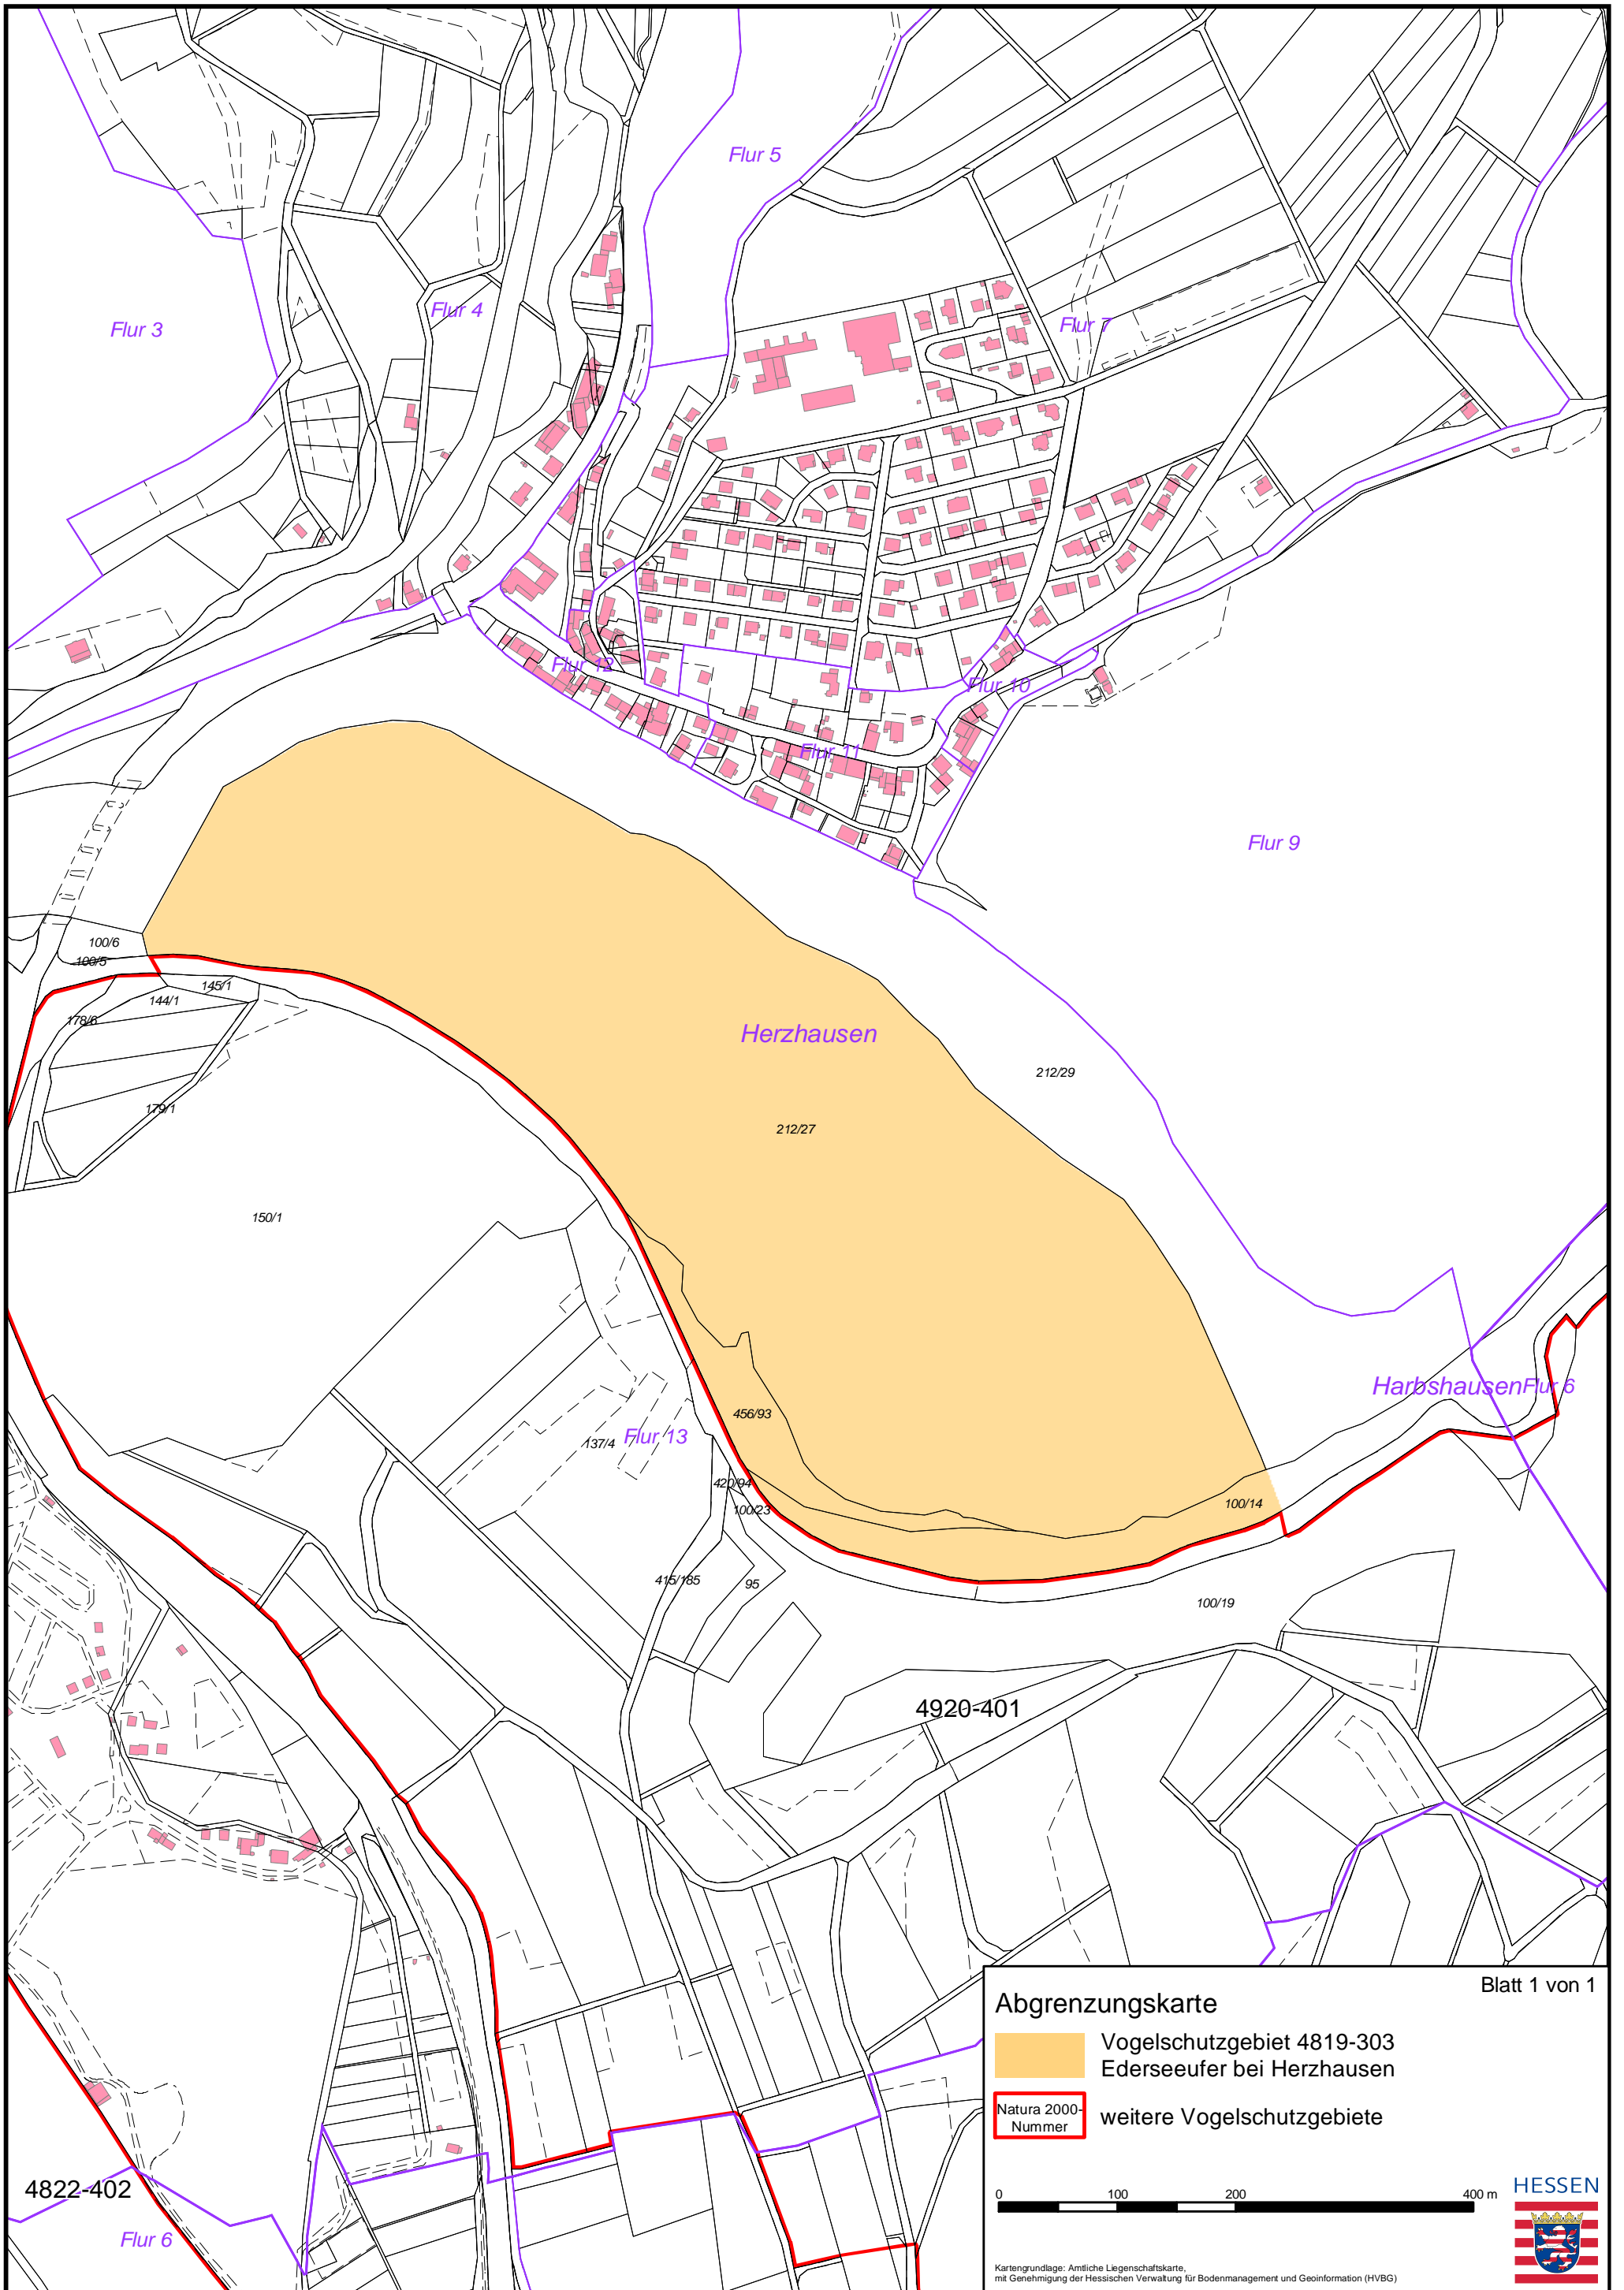 Flur 5
Flur 3
Flur 4
Flur 7
Flur 12
Flur 10
Flur 11
Flur 9
100/6
100/5
145/1
144/1
178/6
179/1
Herzhausen
212/29
212/27
150/1
Harbshausen
Flur 6
456/93
137/4
Flur 13
420/94
100/23
100/14
415/185
95
100/19
4920-401
4822-402
Flur 6
Blatt 1 von 1
Abgrenzungskarte
Vogelschutzgebiet 4819-303
Ederseeufer bei Herzhausen
Natura 2000-
Nummer
weitere Vogelschutzgebiete
0 100 200 400 m
HESSEN
Kartengrundlage: Amtliche Liegenschaftskarte,
mit Genehmigung der Hessischen Verwaltung für Bodenmanagement und Geoinformation (HVBG)